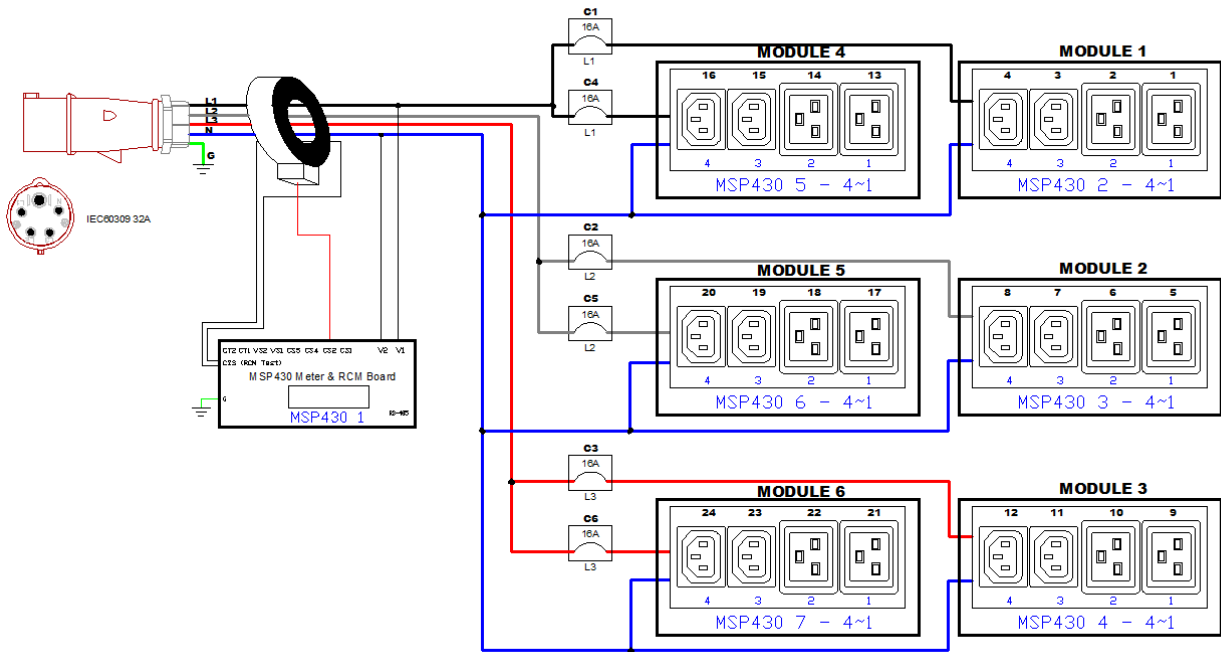 C1
16A
L1
MODULE 4
MODULE 1
C4
16A
L1
16 15 14 13
4 3 2 1
4 3 2 1
MSP430 5 - 4~1
4 3 2 1
MSP430 2 - 4~1
L1
L2
L3
N
G
IEC60309 32A
C2
16A
L2
MODULE 5
MODULE 2
C5
16A
L2
20 19 18 17
8 7 6 5
4 3 2 1
MSP430 6 - 4~1
4 3 2 1
MSP430 3 - 4~1
CT2 CT1 VS2 VS1 CS5 CS4 CS2 CS1 V2 V1
CIS (RCM Test)
MSP430 Meter & RCM Board
G
RS-485
MSP430 1
C3
16A
L3
MODULE 6
MODULE 3
C6
16A
L3
24 23 22 21
12 11 10 9
4 3 2 1
MSP430 7 - 4~1
4 3 2 1
MSP430 4 - 4~1